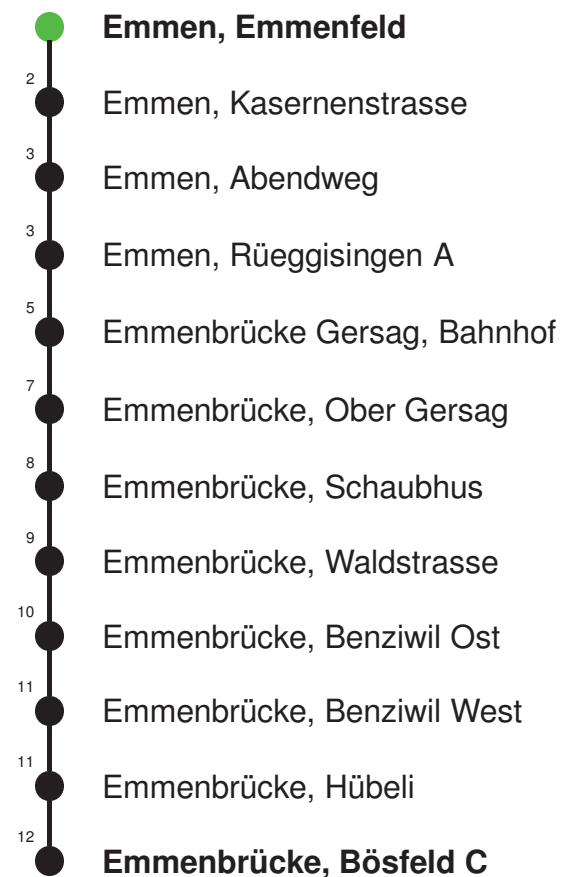 Emmen, Emmenfeld
2 Emmen, Kasernenstrasse
3 Emmen, Abendweg
3 Emmen, Rüeggisingen A
5 Emmenbrücke Gersag, Bahnhof
7 Emmenbrücke, Ober Gersag
8 Emmenbrücke, Schaubhus
9 Emmenbrücke, Waldstrasse
10 Emmenbrücke, Benziwil Ost
11 Emmenbrücke, Benziwil West
11 Emmenbrücke, Hübeli
12 Emmenbrücke, Bösfeld C